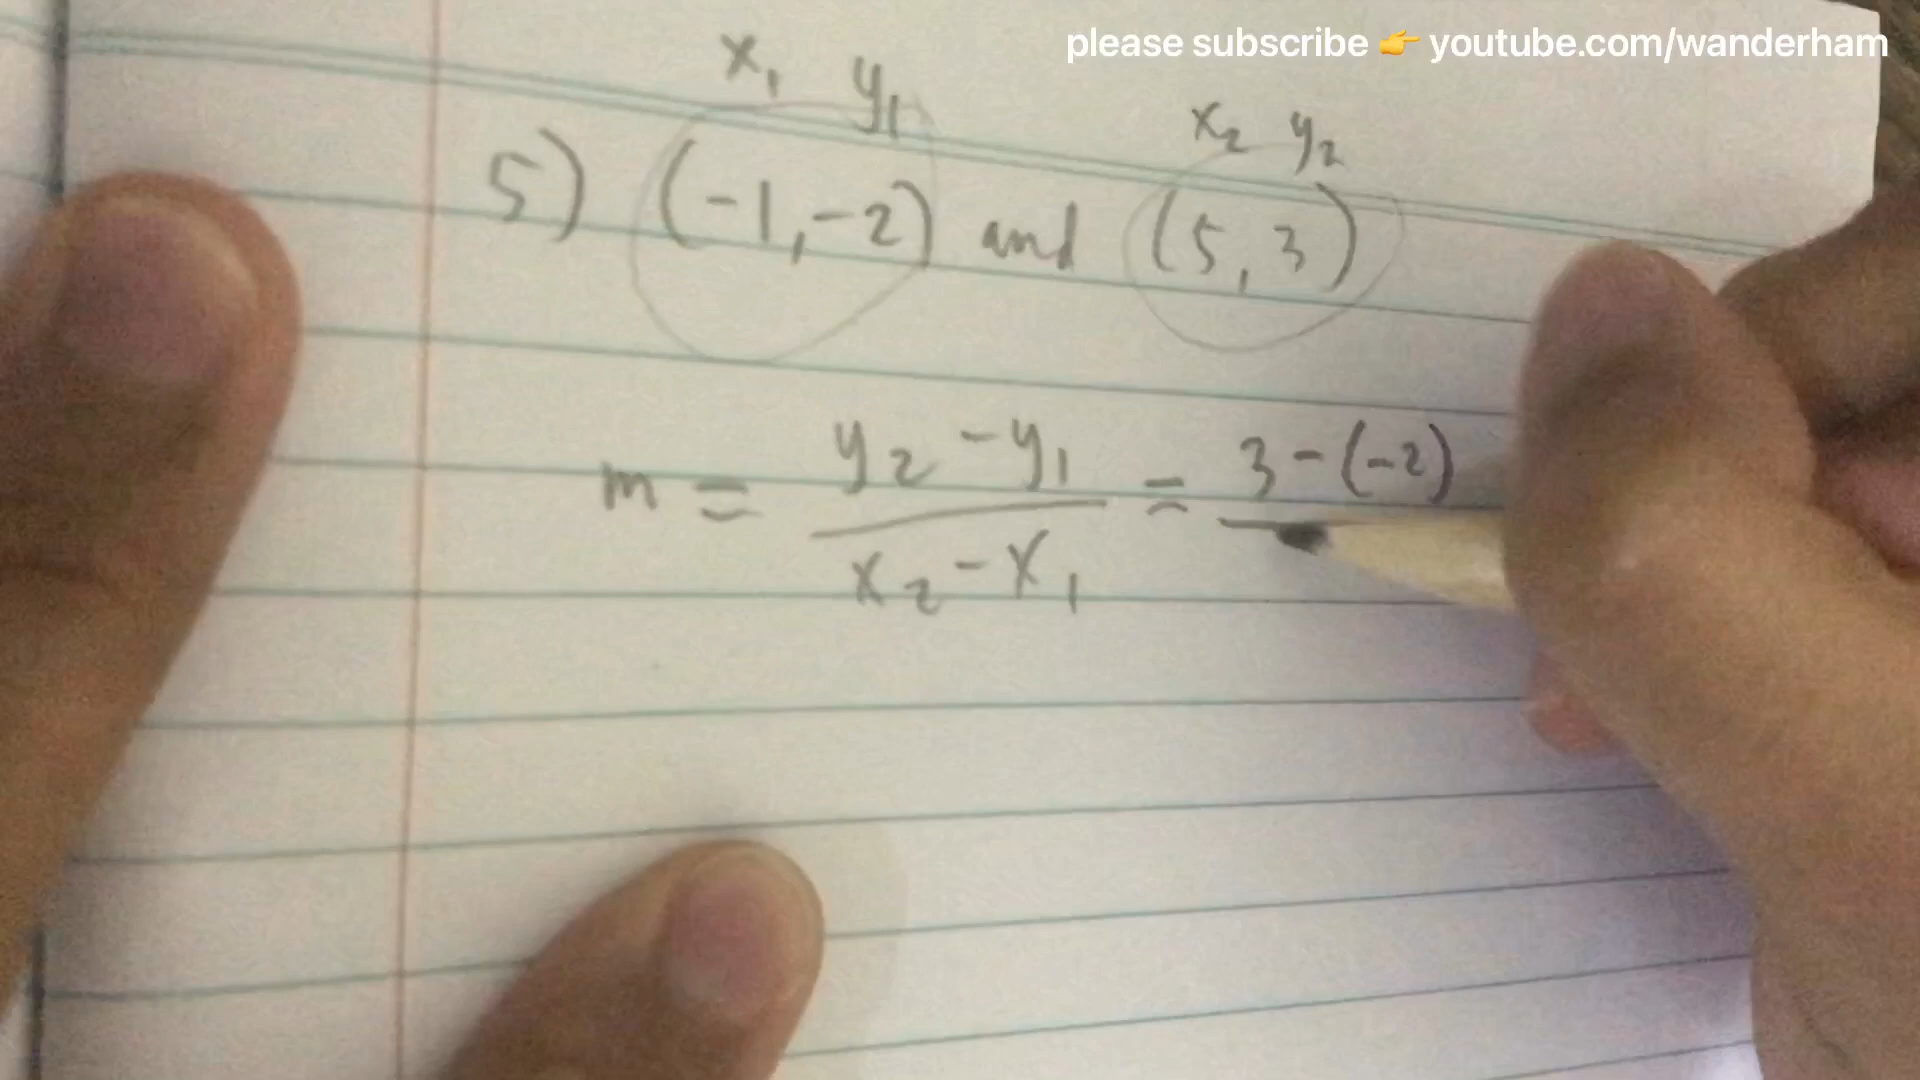 please subscribe 👉 youtube.com/wanderham
x₁ y₁ x₂ y₂
5) (-1,-2) and (5,3)
m = y₂-y₁ = 3-(-2)
x₂-x₁